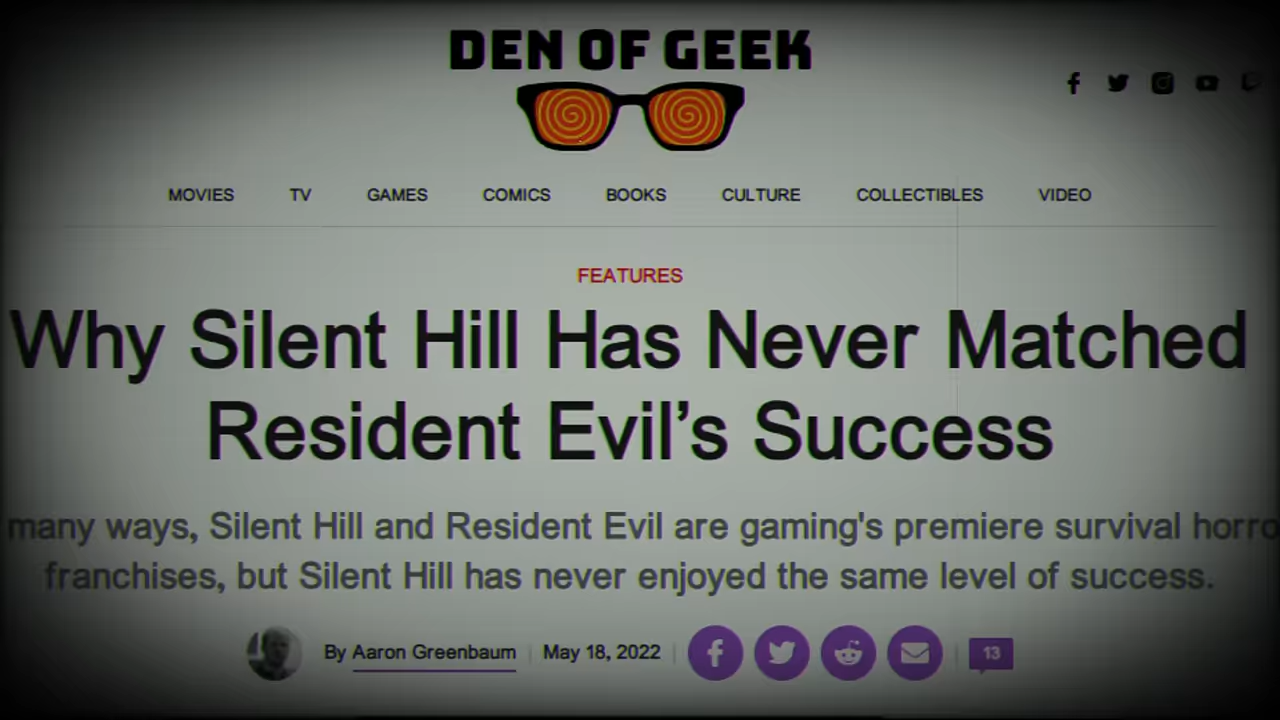 DEN OF GEEK
MOVIES TV GAMES COMICS BOOKS CULTURE COLLECTIBLES VIDEO
FEATURES
Why Silent Hill Has Never Matched
Resident Evil’s Success
many ways, Silent Hill and Resident Evil are gaming's premiere survival horro
franchises, but Silent Hill has never enjoyed the same level of success.
By Aaron Greenbaum | May 18, 2022 | 13